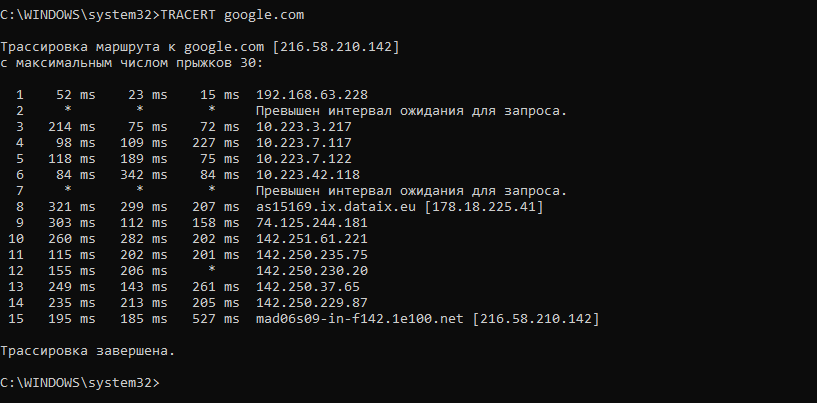 C:\WINDOWS\system32>TRACERT google.com
Трассировка маршрута к google.com [216.58.210.142]
с максимальным числом прыжков 30:
1 52 ms 23 ms 15 ms 192.168.63.228
2 * * * Превышен интервал ожидания для запроса.
3 214 ms 75 ms 72 ms 10.223.3.217
4 98 ms 109 ms 227 ms 10.223.7.117
5 118 ms 189 ms 75 ms 10.223.7.122
6 84 ms 342 ms 84 ms 10.223.42.118
7 * * * Превышен интервал ожидания для запроса.
8 321 ms 299 ms 207 ms as15169.ix.dataix.eu [178.18.225.41]
9 303 ms 112 ms 158 ms 74.125.244.181
10 260 ms 282 ms 202 ms 142.251.61.221
11 115 ms 202 ms 201 ms 142.250.235.75
12 155 ms 206 ms * 142.250.230.20
13 249 ms 143 ms 261 ms 142.250.37.65
14 235 ms 213 ms 205 ms 142.250.229.87
15 195 ms 185 ms 527 ms mad06s09-in-f142.1e100.net [216.58.210.142]
Трассировка завершена.
C:\WINDOWS\system32>